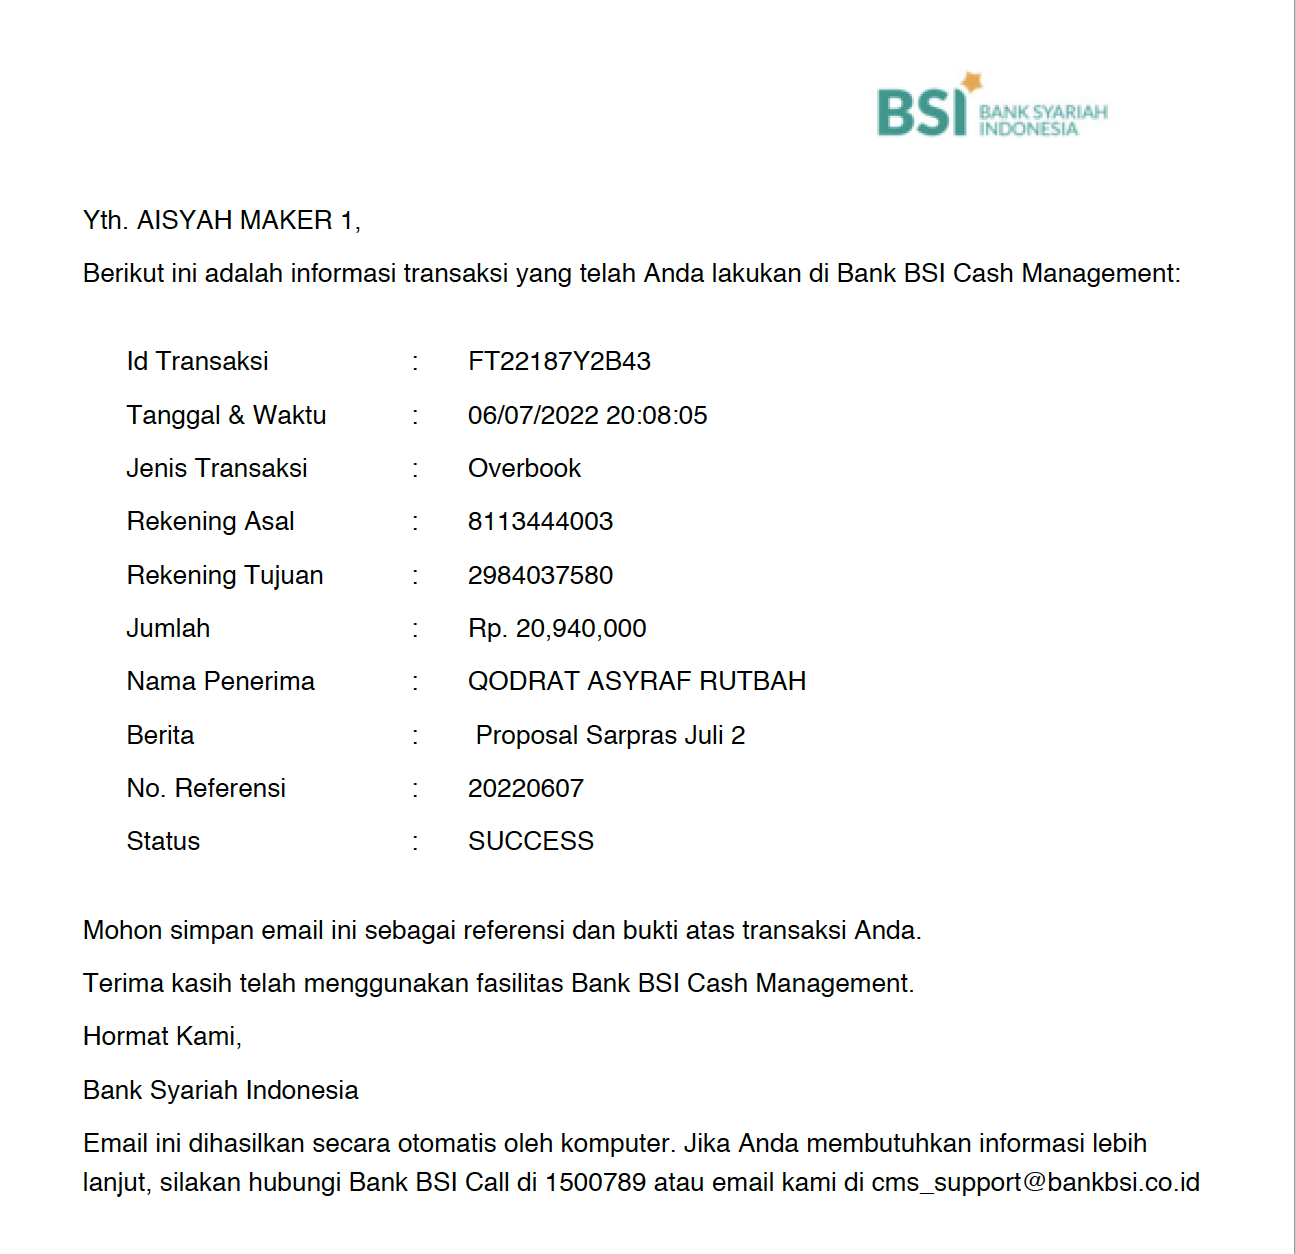 BSI BANK SYARIAH
INDONESIA
Yth. AISYAH MAKER 1,
Berikut ini adalah informasi transaksi yang telah Anda lakukan di Bank BSI Cash Management:
Id Transaksi : FT22187Y2B43
Tanggal & Waktu : 06/07/2022 20:08:05
Jenis Transaksi : Overbook
Rekening Asal : 8113444003
Rekening Tujuan : 2984037580
Jumlah : Rp. 20,940,000
Nama Penerima : QODRAT ASYRAF RUTBAH
Berita : Proposal Sarpras Juli 2
No. Referensi : 20220607
Status : SUCCESS
Mohon simpan email ini sebagai referensi dan bukti atas transaksi Anda.
Terima kasih telah menggunakan fasilitas Bank BSI Cash Management.
Hormat Kami,
Bank Syariah Indonesia
Email ini dihasilkan secara otomatis oleh komputer. Jika Anda membutuhkan informasi lebih
lanjut, silakan hubungi Bank BSI Call di 1500789 atau email kami di cms_support@bankbsi.co.id